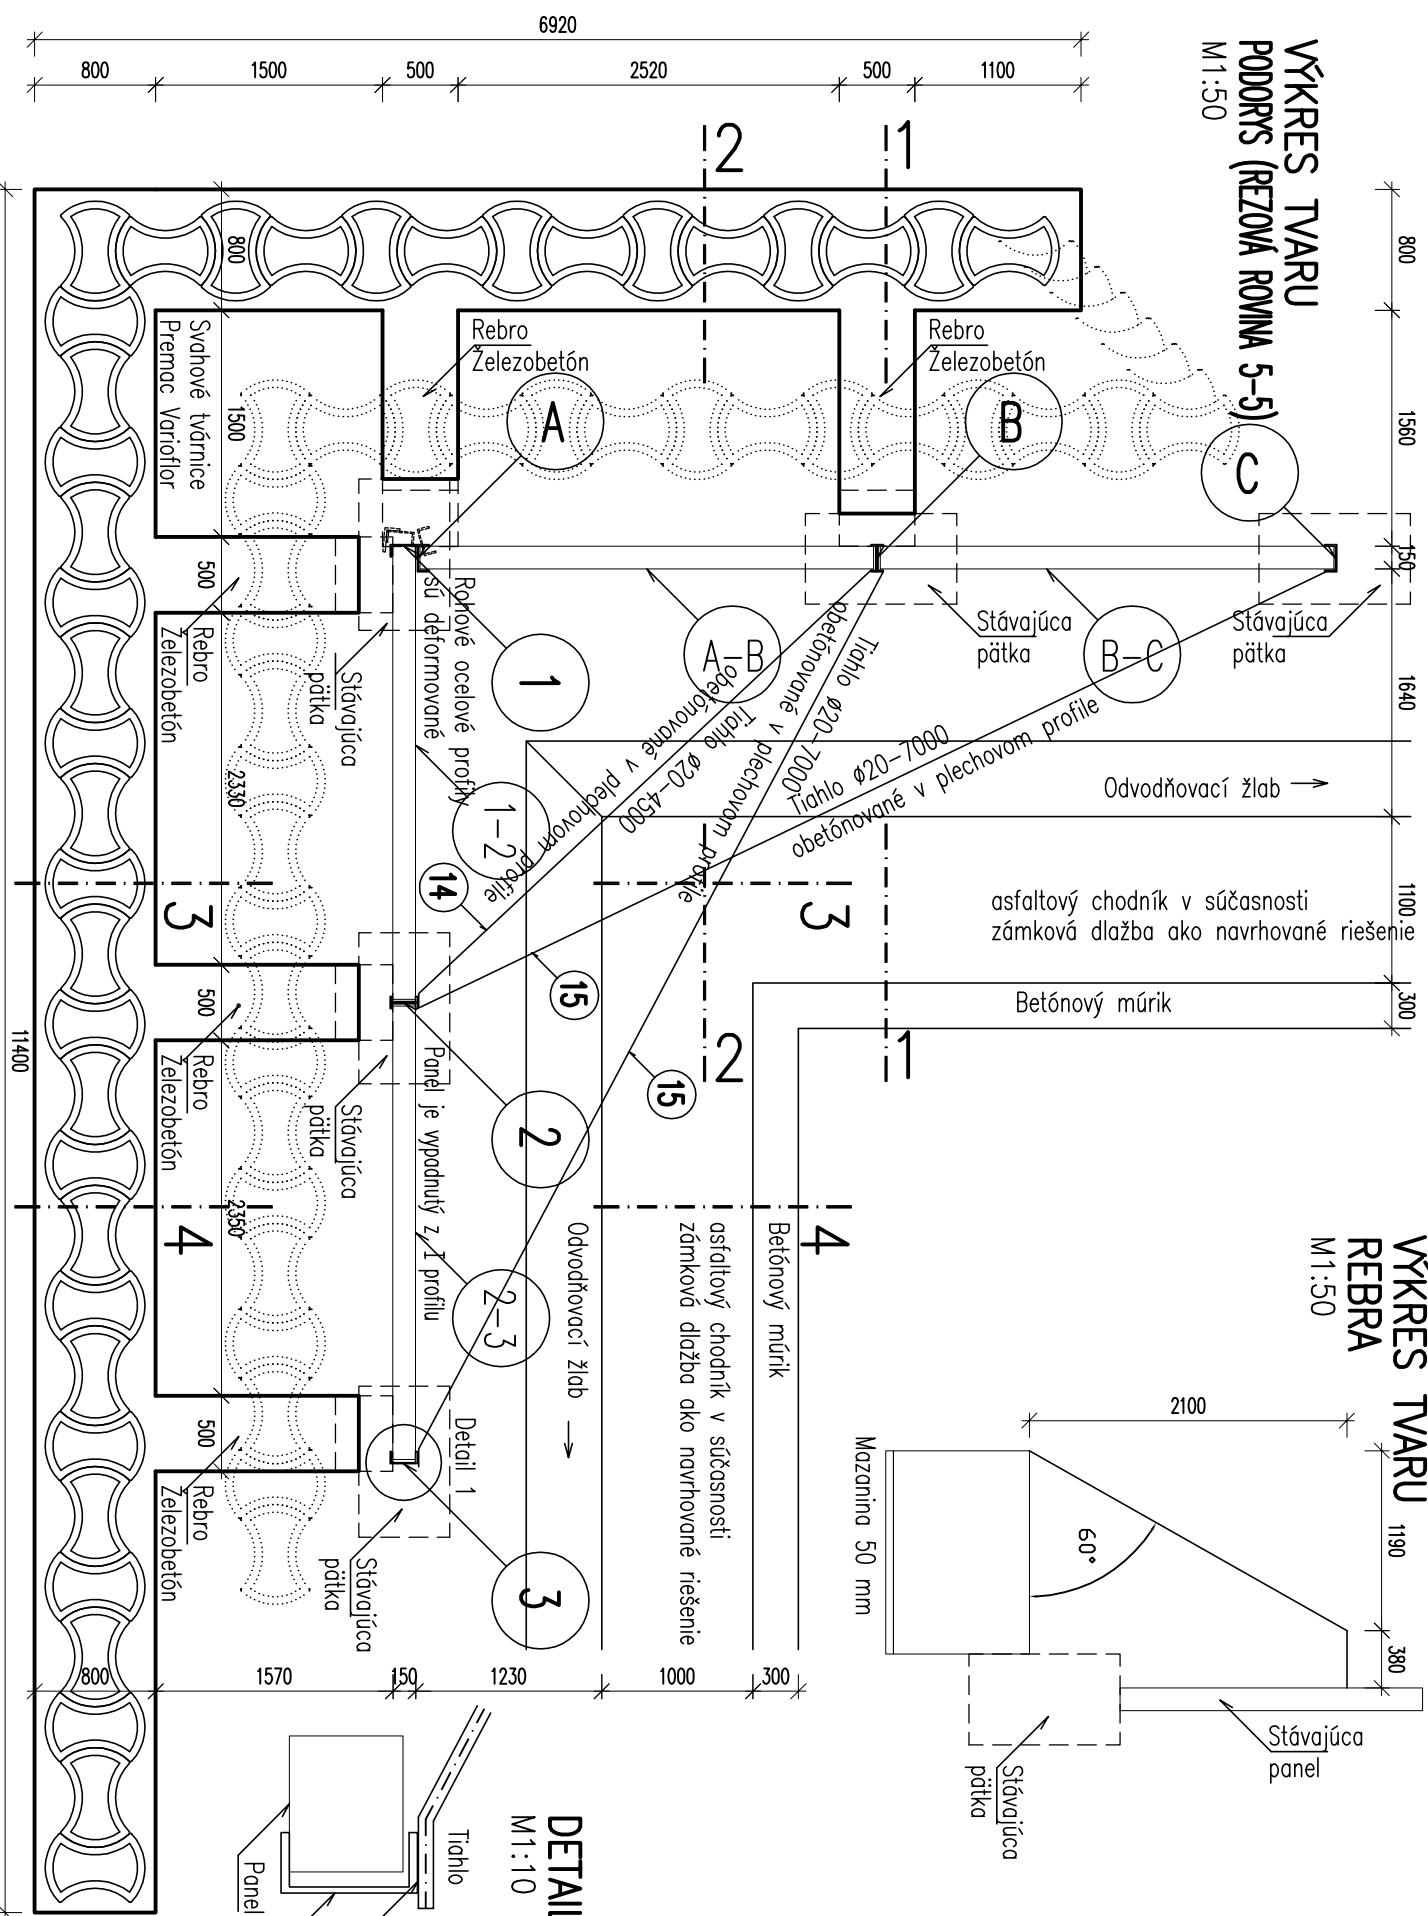 VÝKRES TVARU
PODORYS (REZOVÁ ROVINA 5-5)
M1:50
6920
800
1500
500
2520
500
1100
800
1560
150
1640
1100
300
2
1
Rebro
Železobetón
Rebro
Železobetón
A
B
C
800
1500
500
2330
500
2350
500
11400
Svahové tvárnice
Premac Varioflor
Rebro
Železobetón
Stávajúca
pätka
Rohové ocelové profily
sú deformované
1
A-B
B-C
Stávajúca
pätka
Stávajúca
pätka
Tiahlo ø20-7000
obetónované v plechovom profile
Tiahlo ø20-4500
obetónované v plechovom profile
Tiahlo ø20-7000
obetónované v plechovom profile
Odvodňovací žlab
1-2
14
15
15
asfaltový chodník v súčasnosti
zámková dlažba ako navrhované riešenie
Betónový múrik
3
3
2
1
Rebro
Železobetón
Stávajúca
pätka
Panel je vypadnutý z I profilu
2
2-3
4
4
Odvodňovací žlab
asfaltový chodník v súčasnosti
zámková dlažba ako navrhované riešenie
Betónový múrik
Rebro
Železobetón
Detail 1
Stávajúca
pätka
3
800
1570
150
1230
1000
300
VÝKRES TVARU
REBRA
M1:50
2100
1190
380
60°
Mazanina 50 mm
Stávajúca
pätka
Stávajúca
panel
DETAIL
M1:10
Tiahlo
Panel